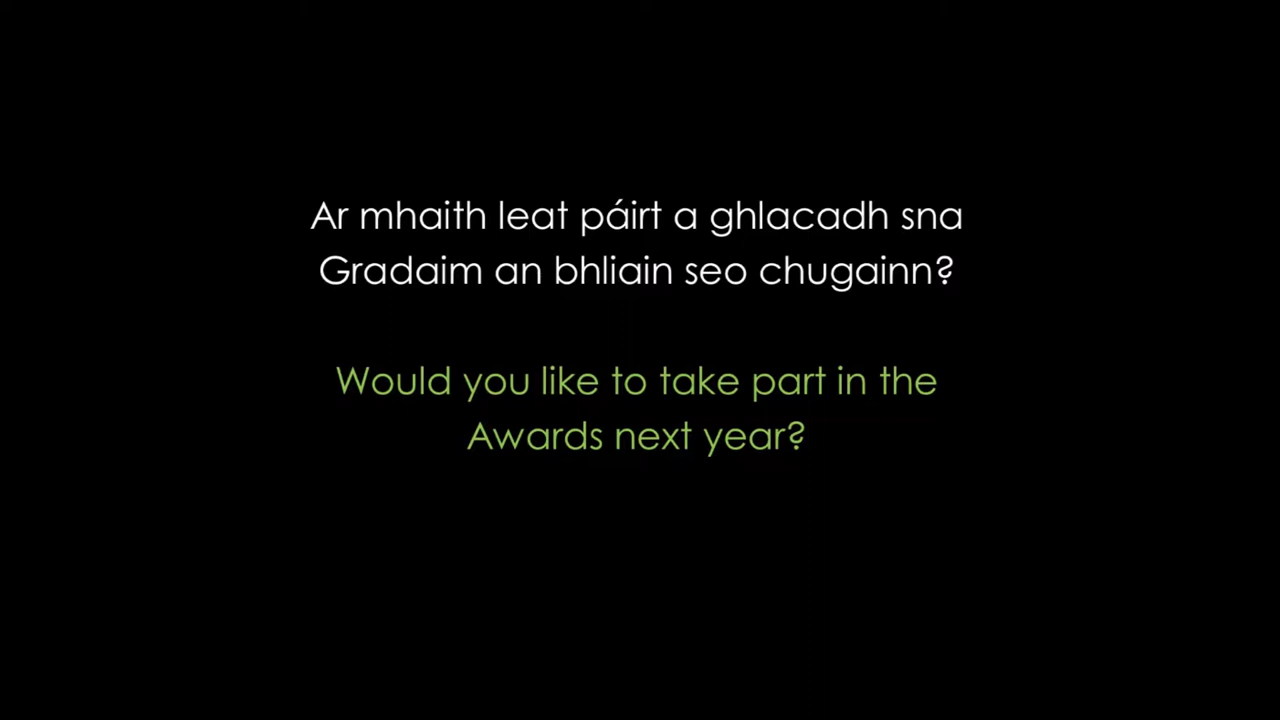 Ar mhaith leat páirt a ghlacadh sna
Gradaim an bhliain seo chugainn?
Would you like to take part in the
Awards next year?